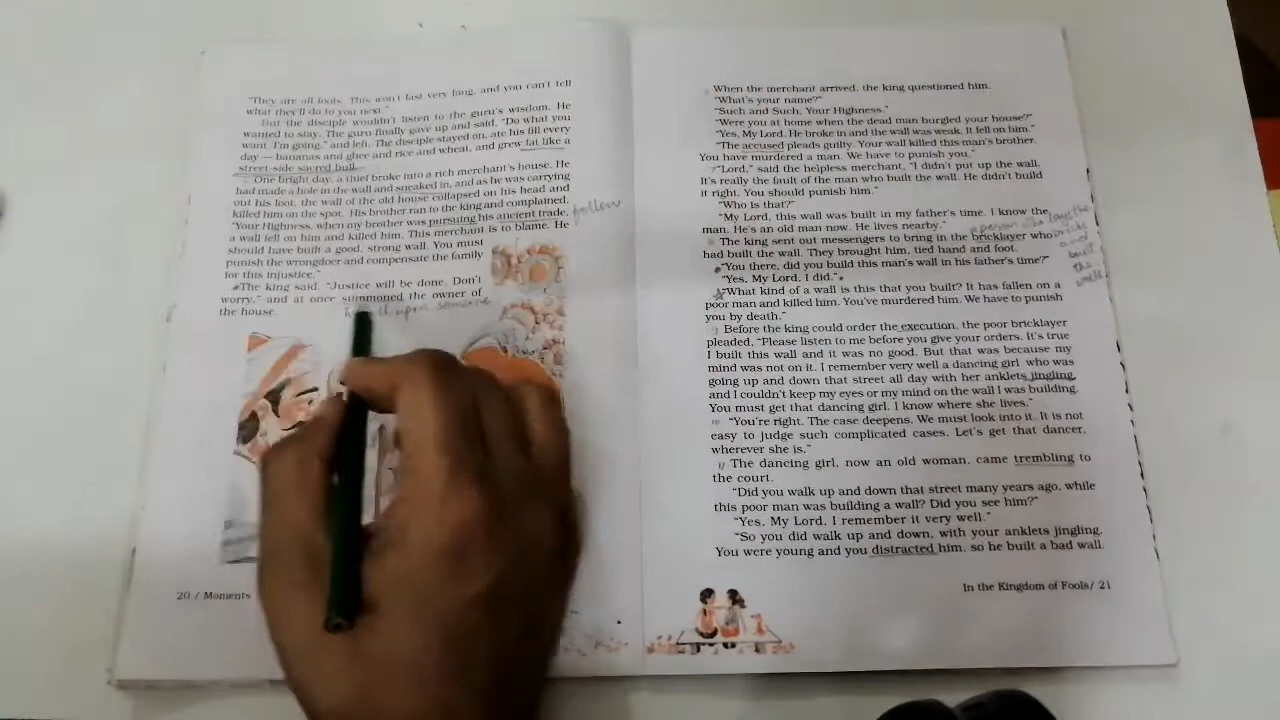 "They are all fools. This won't last very long, and you can't tell
what they'll do to you next."
But the disciple wouldn't listen to the guru's wisdom. He
wanted to stay. The guru finally gave up and said, "Do what you
want. I'm going," and left. The disciple stayed on, ate his fill every
day — bananas and ghee and rice and wheat, and grew fat like a
street-side sacred bull.
One bright day, a thief broke into a rich merchant's house. He
had made a hole in the wall and sneaked in, and as he was carrying
out his loot, the wall of the old house collapsed on his head and
killed him on the spot. His brother ran to the king and complained,
"Your Highness, when my brother was pursuing his ancient trade,
follow
a wall fell on him and killed him. This merchant is to blame. He
should have built a good, strong wall. You must
punish the wrongdoer and compensate the family
for this injustice."
The king said, "Justice will be done. Don't
worry," and at once summoned the owner of
the house.
call upon someone
20 / Moments
When the merchant arrived, the king questioned him.
"What's your name?"
"Such and Such, Your Highness."
"Were you at home when the dead man burgled your house?"
"Yes, My Lord. He broke in and the wall was weak. It fell on him."
"The accused pleads guilty. Your wall killed this man's brother.
You have murdered a man. We have to punish you."
"Lord," said the helpless merchant, "I didn't put up the wall.
It's really the fault of the man who built the wall. He didn't build
it right. You should punish him."
"Who is that?"
"My Lord, this wall was built in my father's time. I know the
man. He's an old man now. He lives nearby."
a person who lays the
brick
and
built
the
wall
The king sent out messengers to bring in the bricklayer who
had built the wall. They brought him, tied hand and foot.
"You there, did you build this man's wall in his father's time?"
"Yes, My Lord, I did."
"What kind of a wall is this that you built? It has fallen on a
poor man and killed him. You've murdered him. We have to punish
you by death."
Before the king could order the execution, the poor bricklayer
pleaded, "Please listen to me before you give your orders. It's true
I built this wall and it was no good. But that was because my
mind was not on it. I remember very well a dancing girl who was
going up and down that street all day with her anklets jingling,
and I couldn't keep my eyes or my mind on the wall I was building.
You must get that dancing girl. I know where she lives."
10 "You're right. The case deepens. We must look into it. It is not
easy to judge such complicated cases. Let's get that dancer,
wherever she is."
11 The dancing girl, now an old woman, came trembling to
the court.
"Did you walk up and down that street many years ago, while
this poor man was building a wall? Did you see him?"
"Yes, My Lord, I remember it very well."
"So you did walk up and down, with your anklets jingling.
You were young and you distracted him, so he built a bad wall.
In the Kingdom of Fools/ 21